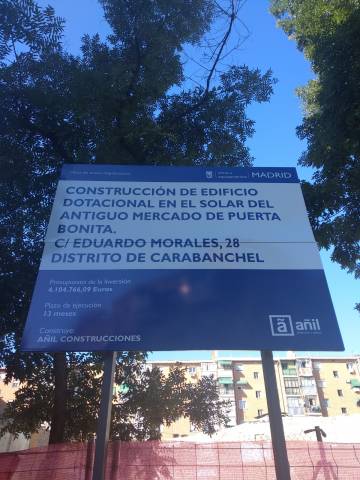 MADRID
CONSTRUCCIÓN DE EDIFICIO
DOTACIONAL EN EL SOLAR DEL
ANTIGUO MERCADO DE PUERTA
BONITA.
C/ EDUARDO MORALES, 28
DISTRITO DE CARABANCHEL
Presupuesto de la Inversión
4.104.766,09 Euros
Plazo de ejecución
13 meses
Construye:
AÑIL CONSTRUCCIONES
añil